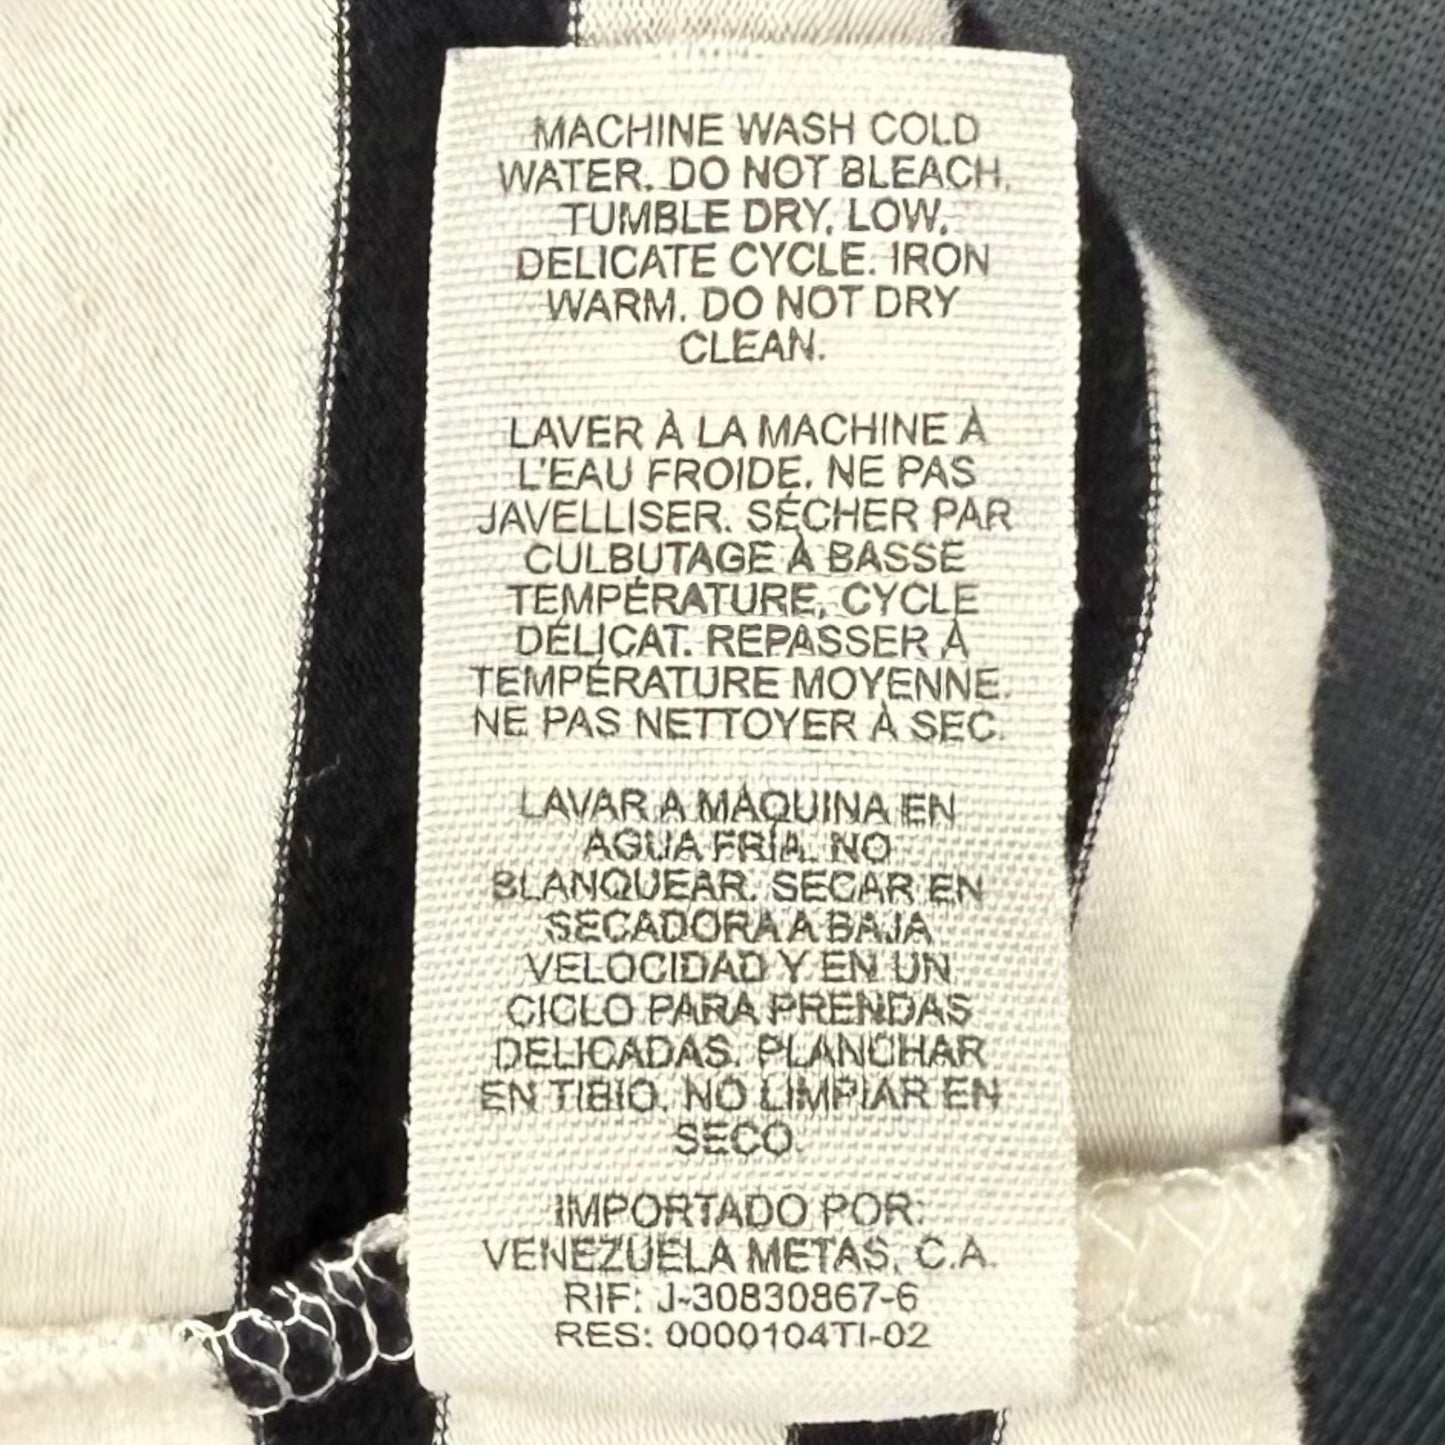 MACHINE WASH COLD
WATER. DO NOT BLEACH.
TUMBLE DRY, LOW,
DELICATE CYCLE. IRON
WARM. DO NOT DRY
CLEAN.
LAVER À LA MACHINE À
L'EAU FROIDE. NE PAS
JAVELLISER. SÉCHER PAR
CULBUTAGE À BASSE
TEMPÉRATURE, CYCLE
DÉLICAT. REPASSER À
TEMPÉRATURE MOYENNE.
NE PAS NETTOYER À SEC.
LAVAR A MÁQUINA EN
AGUA FRÍA. NO
BLANQUEAR. SECAR EN
SECADORA A BAJA
VELOCIDAD Y EN UN
CICLO PARA PRENDAS
DELICADAS. PLANCHAR
EN TIBIO. NO LIMPIAR EN
SECO.
IMPORTADO POR:
VENEZUELA METAS, C.A.
RIF: J-30830867-6
RES: 0000104TI-02